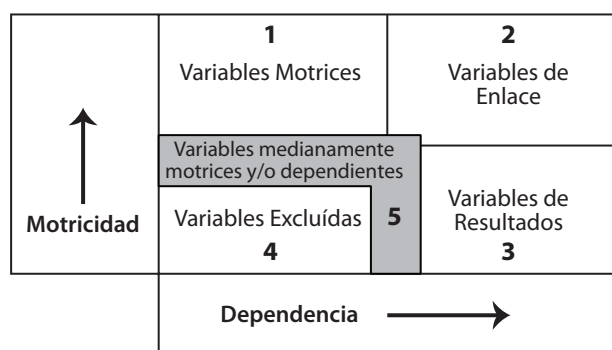 1
Variables Motrices
2
Variables de
Enlace
Variables medianamente
motrices y/o dependientes
Motricidad
Variables Excluídas
4
5
Variables de
Resultados
3
Dependencia